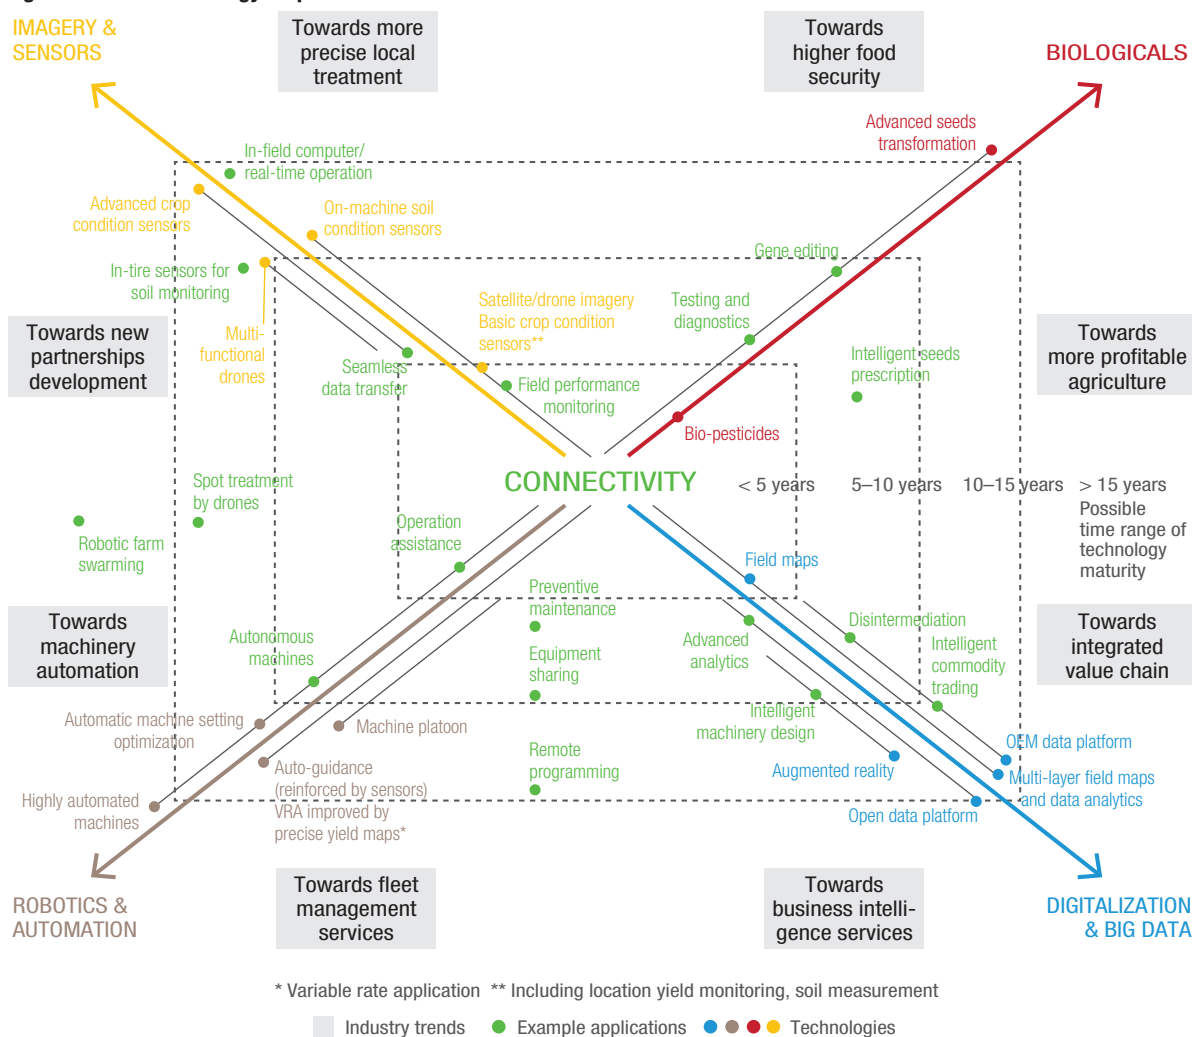 IMAGERY &
SENSORS
Towards more
precise local
treatment
Towards
higher food
security
BIOLOGICALS
Advanced seeds
transformation
In-field computer/
real-time operation
Advanced crop
condition sensors
On-machine soil
condition sensors
Gene editing
In-tire sensors for
soil monitoring
Satellite/drone imagery
Basic crop condition
sensors**
Testing and
diagnostics
Towards new
partnerships
development
Multi-
functional
drones
Seamless
data transfer
Field performance
monitoring
Intelligent seeds
prescription
Towards
more profitable
agriculture
Bio-pesticides
CONNECTIVITY
< 5 years
5–10 years
10–15 years
> 15 years
Possible
time range of
technology
maturity
Spot treatment
by drones
Robotic farm
swarming
Operation
assistance
Field maps
Preventive
maintenance
Towards
machinery
automation
Autonomous
machines
Equipment
sharing
Advanced
analytics
Disintermediation
Intelligent
commodity
trading
Towards
integrated
value chain
Automatic machine setting
optimization
Machine platoon
Intelligent
machinery design
Remote
programming
OEM data platform
Augmented reality
Multi-layer field maps
and data analytics
Highly automated
machines
Auto-guidance
(reinforced by sensors)
VRA improved by
precise yield maps*
Open data platform
ROBOTICS &
AUTOMATION
Towards fleet
management
services
Towards
business intelli-
gence services
DIGITALIZATION
& BIG DATA
* Variable rate application ** Including location yield monitoring, soil measurement
Industry trends
Example applications
Technologies